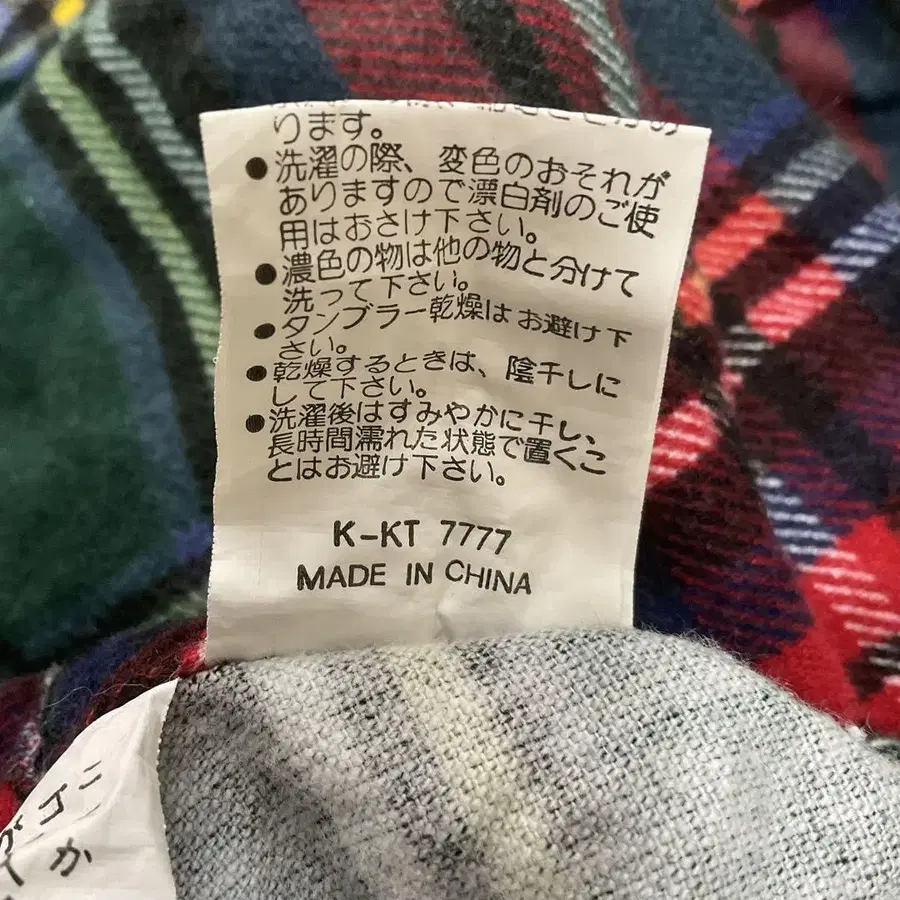 ります。
●洗濯の際、変色のおそれが
ありますので漂白剤のご使
用はおさけ下さい。
●濃色の物は他の物と分けて
洗って下さい。
●タンブラー乾燥はお避け下
さい。
●乾燥するときは、陰干しに
して下さい。
●洗濯後はすみやかに干し、
長時間濡れた状態で置くこ
とはお避け下さい。
K-KT 7777
MADE IN CHINA